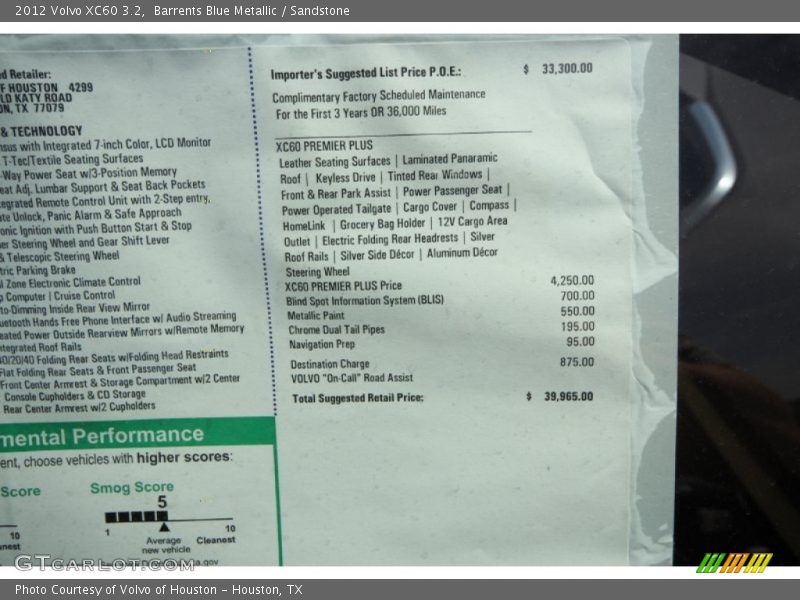 2012 Volvo XC60 3.2, Barrents Blue Metallic / Sandstone
d Retailer:
F HOUSTON 4299
LD KATY ROAD
ON, TX 77079
& TECHNOLOGY
nsus with Integrated 7-inch Color, LCD Monitor
T-Tec/Textile Seating Surfaces
-Way Power Seat w/3-Position Memory
eat Adj. Lumbar Support & Seat Back Pockets
egrated Remote Control Unit with 2-Step entry,
te Unlock, Panic Alarm & Safe Approach
onic Ignition with Push Button Start & Stop
er Steering Wheel and Gear Shift Lever
& Telescopic Steering Wheel
tric Parking Brake
l Zone Electronic Climate Control
p Computer | Cruise Control
to-Dimming Inside Rear View Mirror
uetooth Hands Free Phone Interface w/ Audio Streaming
eated Power Outside Rearview Mirrors w/Remote Memory
ntegrated Roof Rails
40/20/40 Folding Rear Seats w/Folding Head Restraints
Flat Folding Rear Seats & Front Passenger Seat
Front Center Armrest & Storage Compartment w/2 Center
Console Cupholders & CD Storage
Rear Center Armrest w/2 Cupholders
mental Performance
ent, choose vehicles with higher scores:
Score
Smog Score
5
10
1
10
Average
new vehicle
Cleanest
anest
a.gov
Importer's Suggested List Price P.O.E.: $ 33,300.00
Complimentary Factory Scheduled Maintenance
For the First 3 Years OR 36,000 Miles
XC60 PREMIER PLUS
Leather Seating Surfaces | Laminated Panaramic
Roof | Keyless Drive | Tinted Rear Windows |
Front & Rear Park Assist | Power Passenger Seat |
Power Operated Tailgate | Cargo Cover | Compass |
HomeLink | Grocery Bag Holder | 12V Cargo Area
Outlet | Electric Folding Rear Headrests | Silver
Roof Rails | Silver Side Décor | Aluminum Décor
Steering Wheel
XC60 PREMIER PLUS Price 4,250.00
Blind Spot Information System (BLIS) 700.00
Metallic Paint 550.00
Chrome Dual Tail Pipes 195.00
Navigation Prep 95.00
Destination Charge 875.00
VOLVO "On-Call" Road Assist
Total Suggested Retail Price: $ 39,965.00
GTCARLOT.COM
Photo Courtesy of Volvo of Houston - Houston, TX